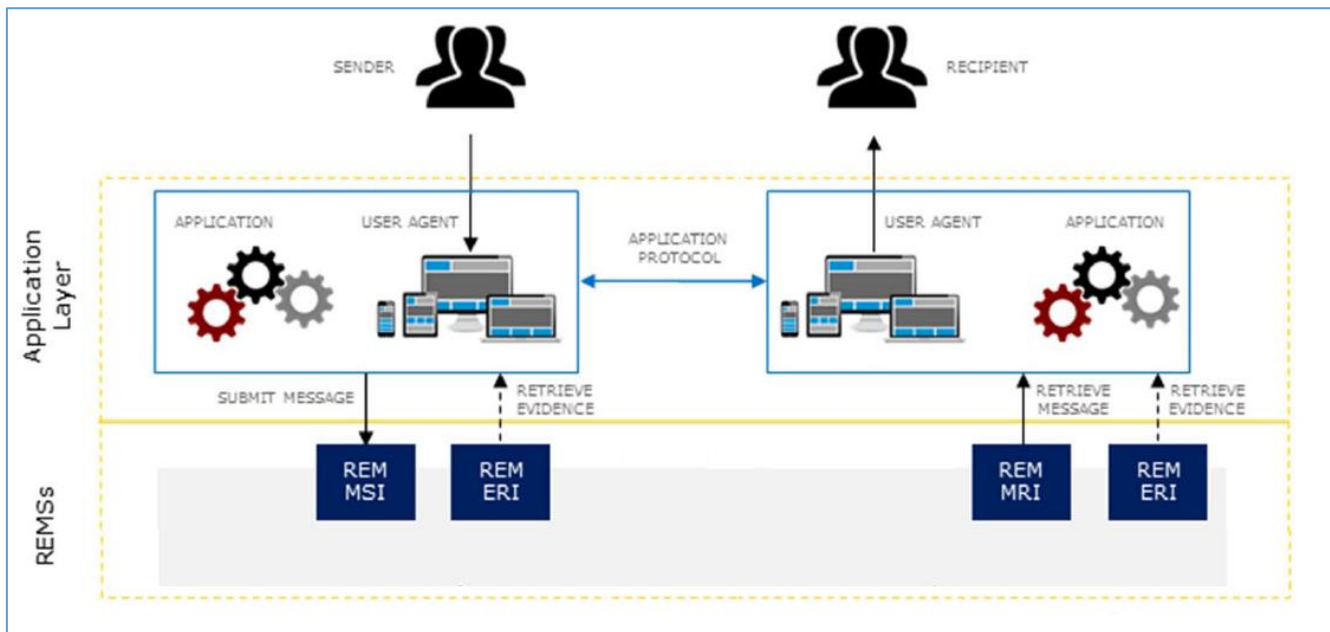 SENDER
RECIPIENT
Application
Layer
APPLICATION
USER AGENT
APPLICATION
PROTOCOL
USER AGENT
APPLICATION
SUBMIT MESSAGE
RETRIEVE
EVIDENCE
RETRIEVE
MESSAGE
RETRIEVE
EVIDENCE
REMSs
REM
MSI
REM
ERI
REM
MRI
REM
ERI